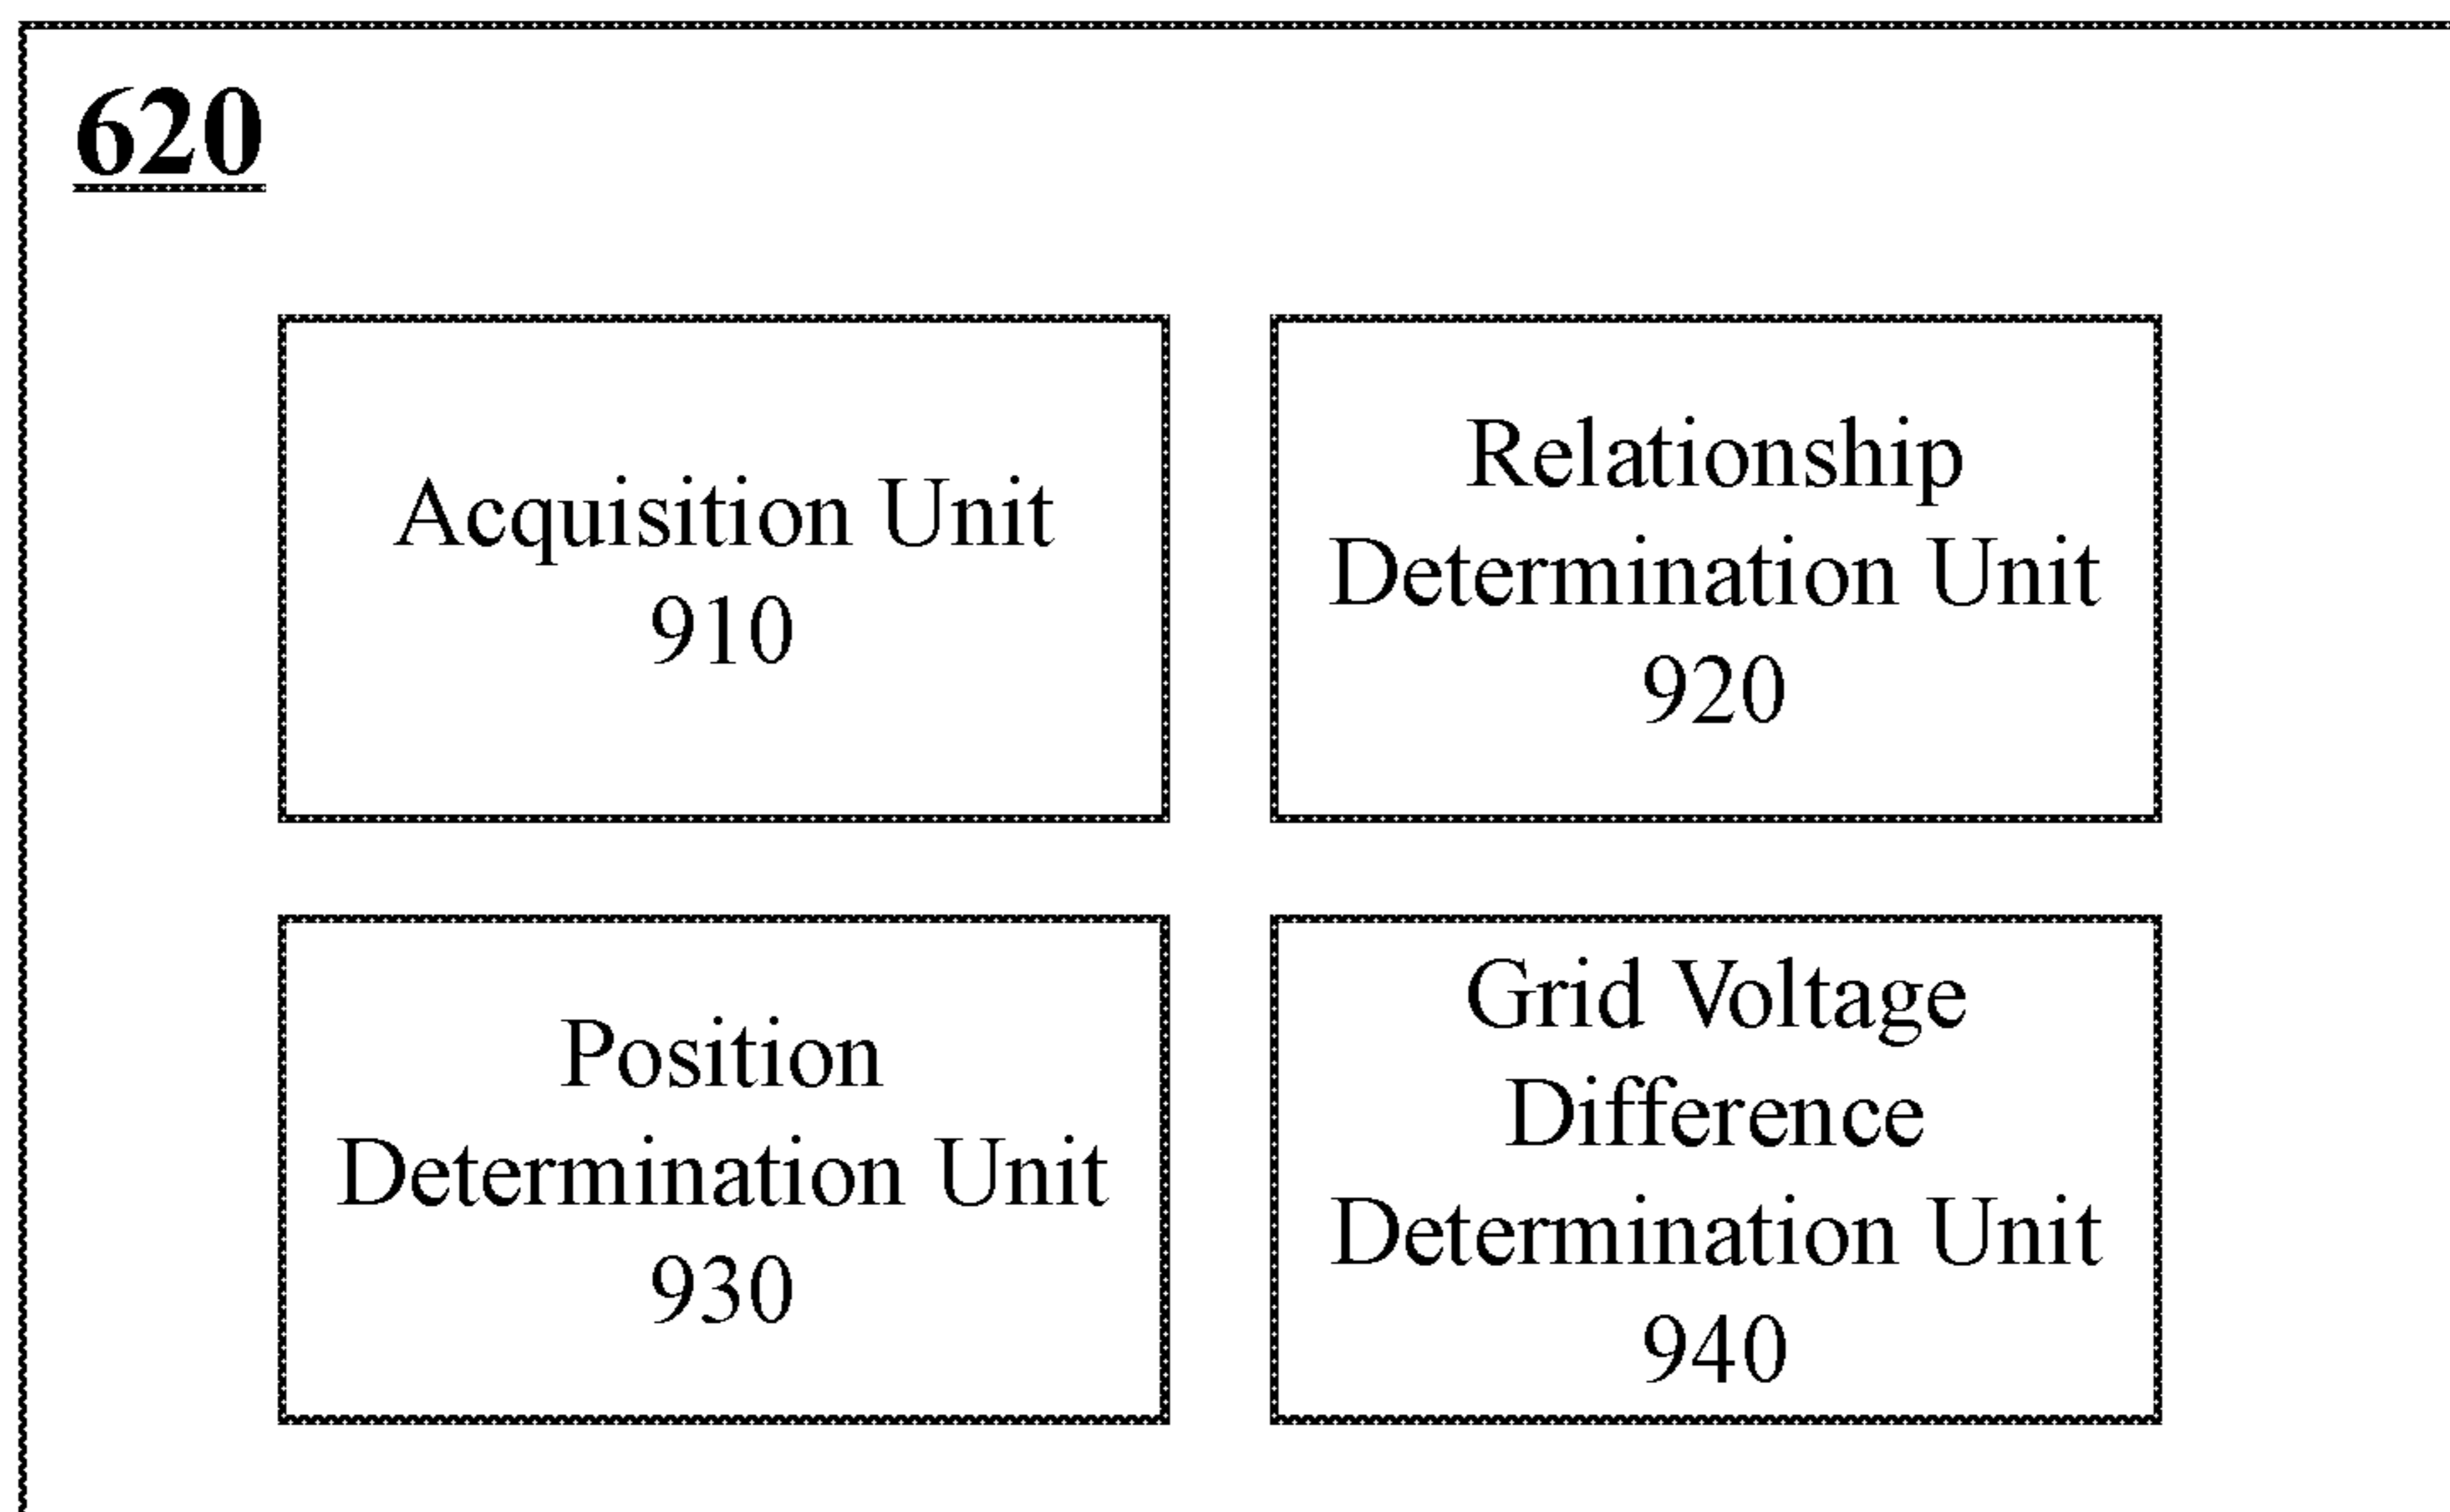 620
Acquisition Unit
910
Relationship
Determination Unit
920
Position
Determination Unit
930
Grid Voltage
Difference
Determination Unit
940